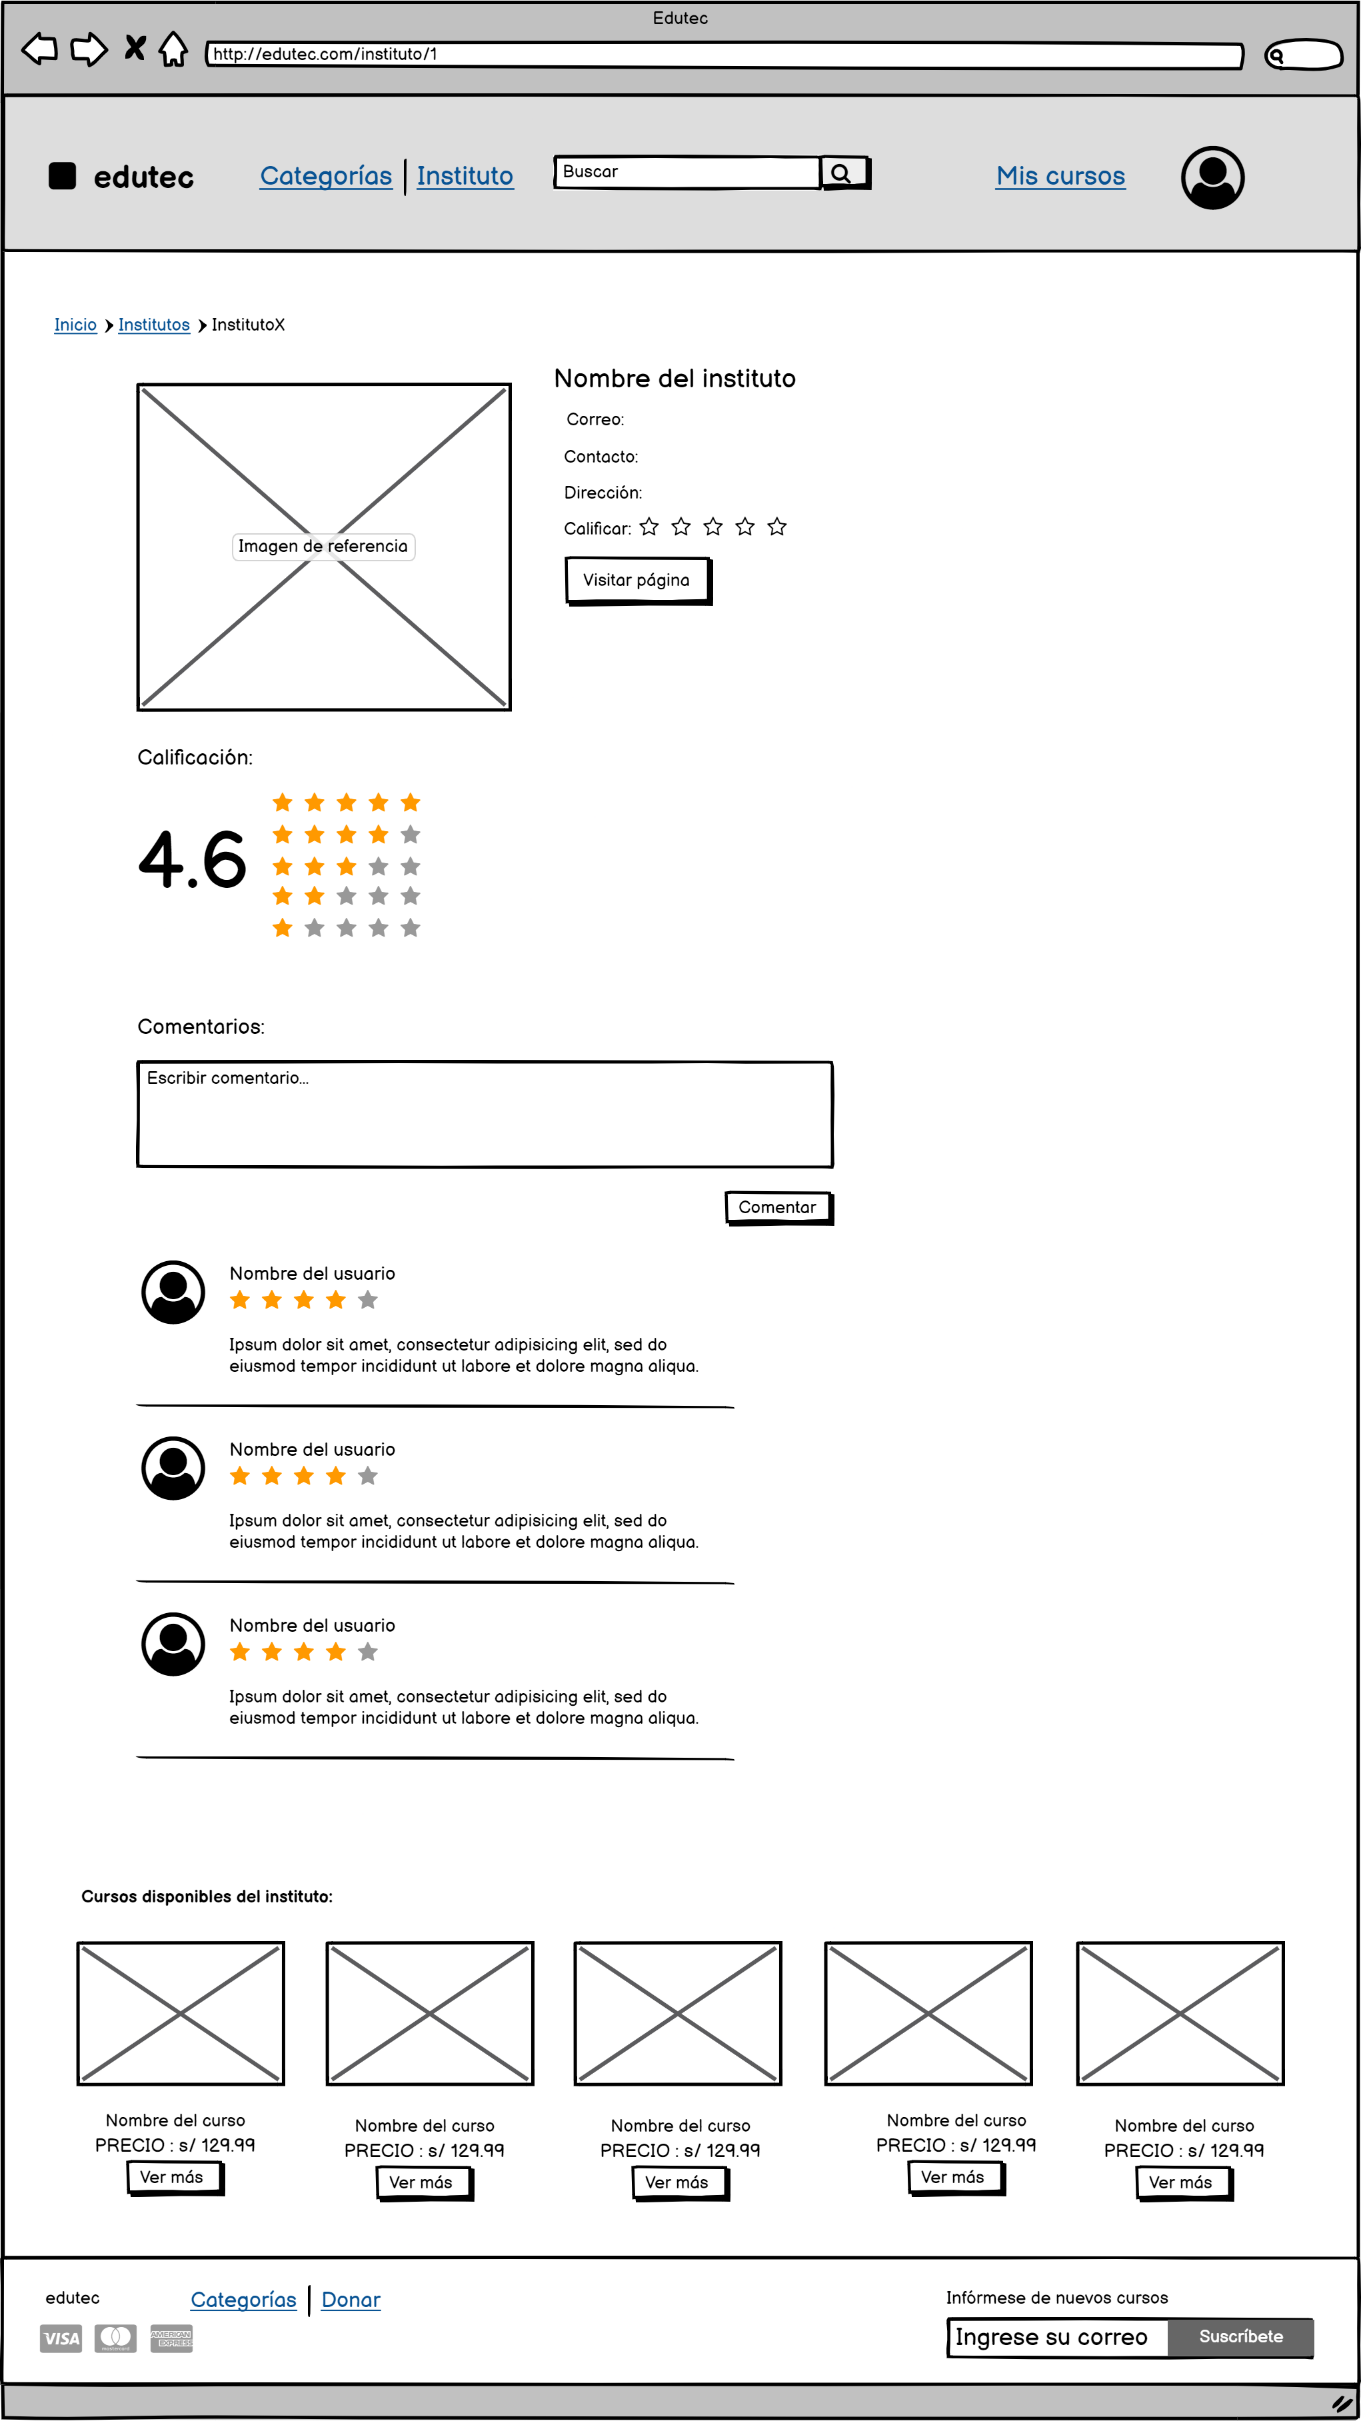 Edutec
http://edutec.com/instituto/1
edutec Categorías Instituto Buscar Mis cursos
Inicio Institutos InstitutoX
Nombre del instituto
Correo:
Contacto:
Dirección:
Calificar:
Visitar página
Imagen de referencia
Calificación:
4.6
Comentarios:
Escribir comentario...
Comentar
Nombre del usuario
Ipsum dolor sit amet, consectetur adipisicing elit, sed do
eiusmod tempor incididunt ut labore et dolore magna aliqua.
Nombre del usuario
Ipsum dolor sit amet, consectetur adipisicing elit, sed do
eiusmod tempor incididunt ut labore et dolore magna aliqua.
Nombre del usuario
Ipsum dolor sit amet, consectetur adipisicing elit, sed do
eiusmod tempor incididunt ut labore et dolore magna aliqua.
Cursos disponibles del instituto:
Nombre del curso
PRECIO : s/ 129.99
Ver más
Nombre del curso
PRECIO : s/ 129.99
Ver más
Nombre del curso
PRECIO : s/ 129.99
Ver más
Nombre del curso
PRECIO : s/ 129.99
Ver más
Nombre del curso
PRECIO : s/ 129.99
Ver más
edutec Categorías Donar
VISA
AMERICAN
EXPRESS
Infórmese de nuevos cursos
Ingrese su correo Suscríbete